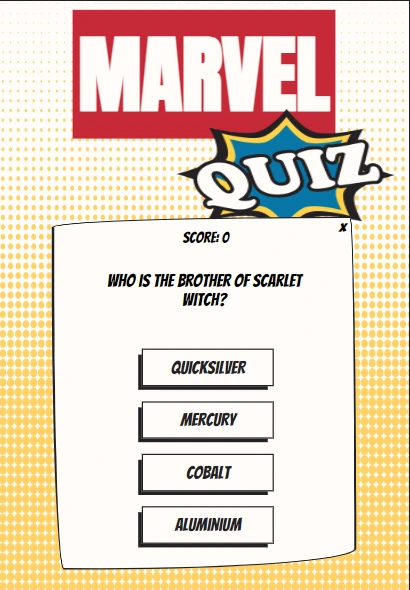 MARVEL
QUIZ
X
SCORE: 0
WHO IS THE BROTHER OF SCARLET
WITCH?
QUICKSILVER
MERCURY
COBALT
ALUMINIUM